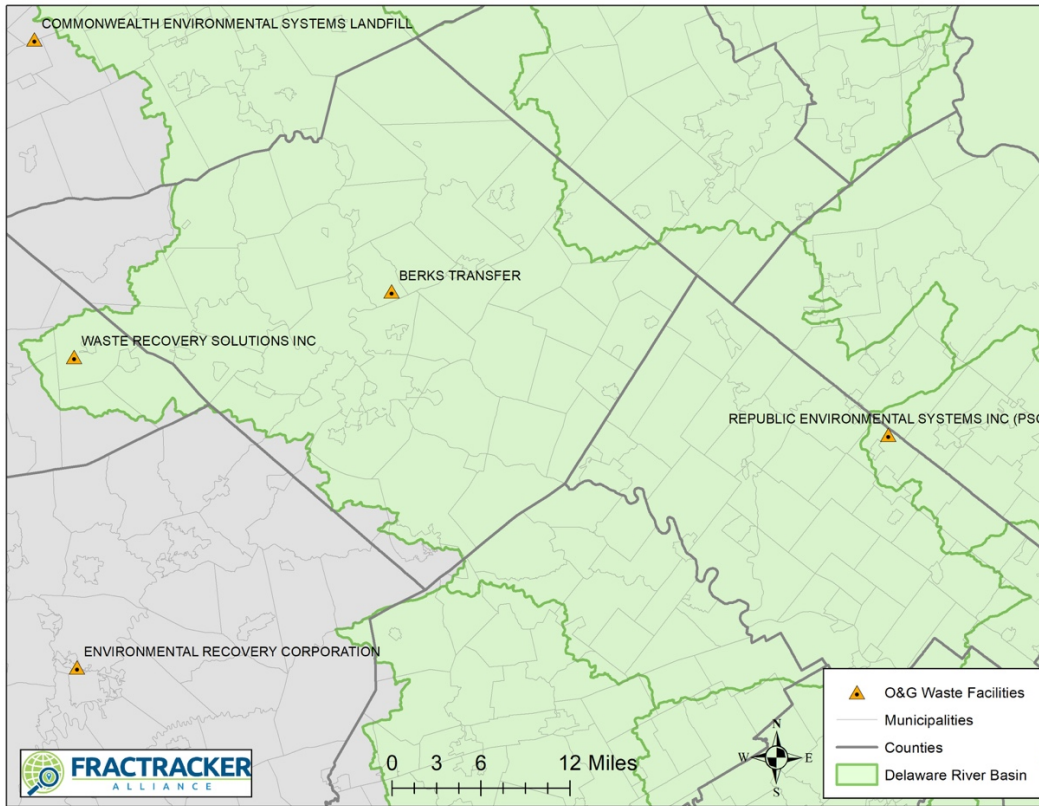 COMMONWEALTH ENVIRONMENTAL SYSTEMS LANDFILL
BERKS TRANSFER
WASTE RECOVERY SOLUTIONS INC
REPUBLIC ENVIRONMENTAL SYSTEMS INC (PSC
ENVIRONMENTAL RECOVERY CORPORATION
FRACTRACKER
ALLIANCE
0 3 6 12 Miles
N
W E
S
O&G Waste Facilities
Municipalities
Counties
Delaware River Basin